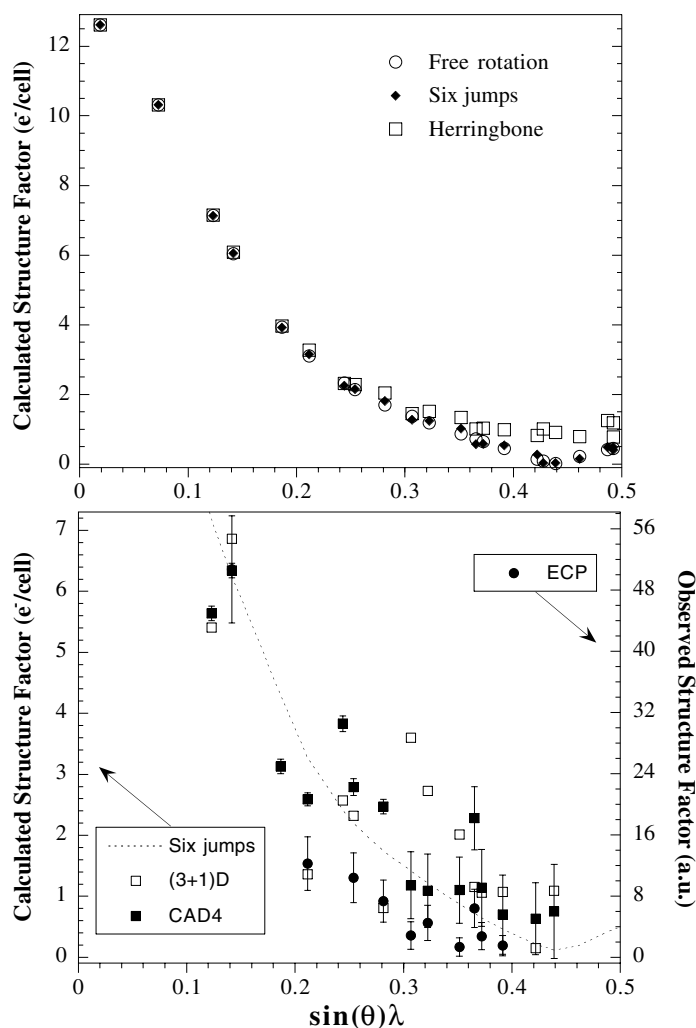 Calculated Structure Factor (e⁻/cell)
12
10
8
6
4
2
0
Free rotation
Six jumps
Herringbone
0 0.1 0.2 0.3 0.4 0.5
Calculated Structure Factor (e⁻/cell)
7
6
5
4
3
2
1
0
ECP
Six jumps
(3+1)D
CAD4
56
48
40
32
24
16
8
0
Observed Structure Factor (a.u.)
0 0.1 0.2 0.3 0.4 0.5
sin(θ)λ